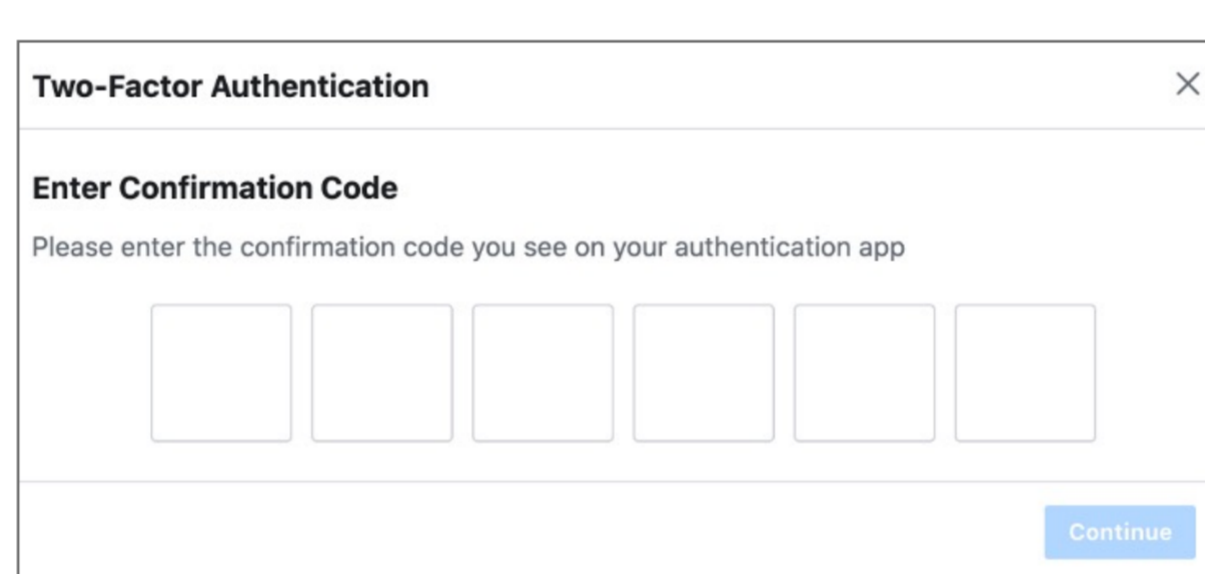 Two-Factor Authentication
Enter Confirmation Code
Please enter the confirmation code you see on your authentication app
Continue